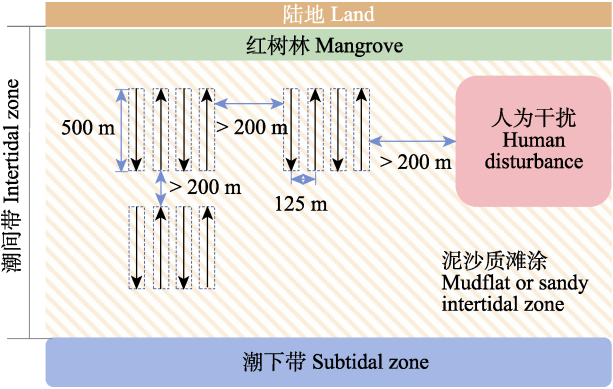 陆地 Land
红树林 Mangrove
潮间带 Intertidal zone
500 m
> 200 m
人为干扰
Human
disturbance
> 200 m
> 200 m
125 m
泥沙质滩涂
Mudflat or sandy
intertidal zone
潮下带 Subtidal zone